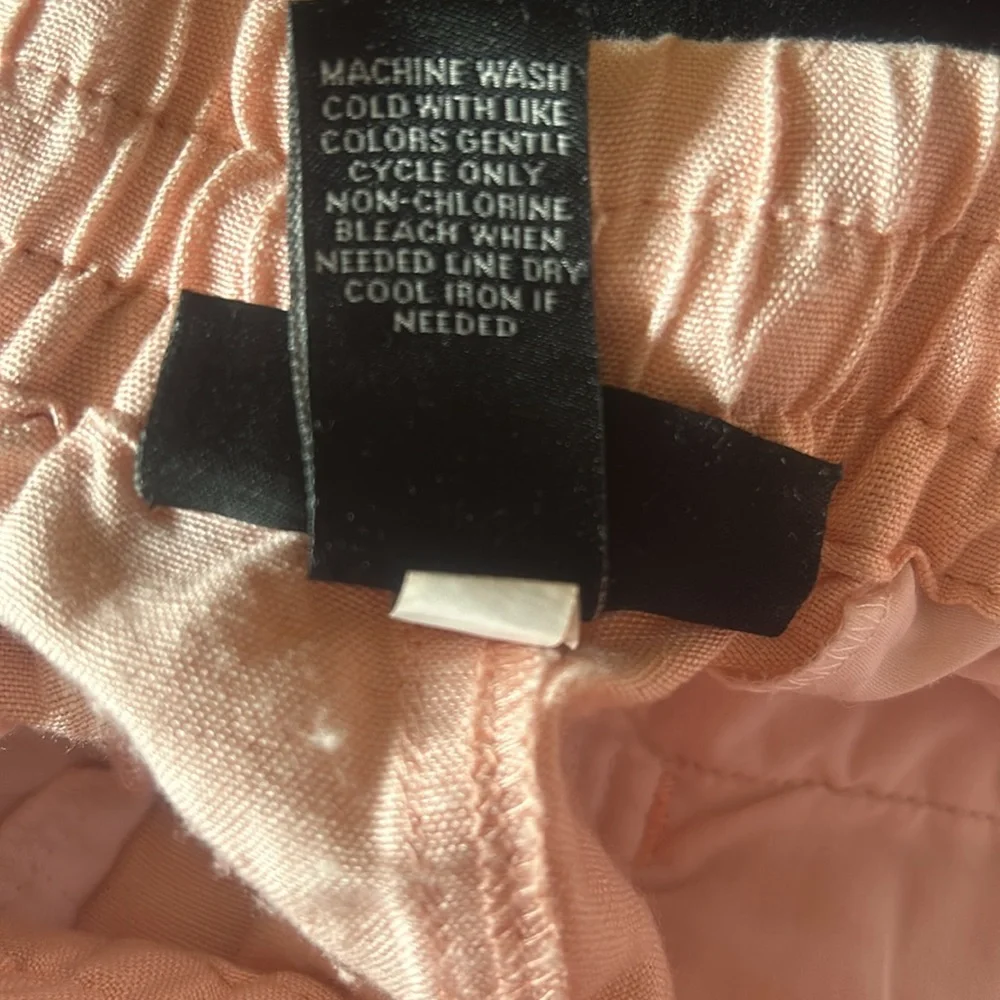 MACHINE WASH
COLD WITH LIKE
COLORS GENTLE
CYCLE ONLY
NON-CHLORINE
BLEACH WHEN
NEEDED LINE DRY
COOL IRON IF
NEEDED